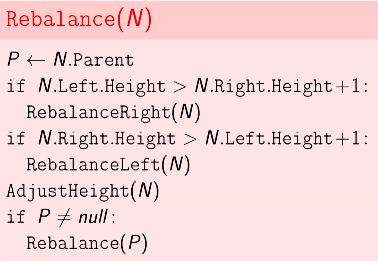 Rebalance(N)
P ← N.Parent
if N.Left.Height > N.Right.Height+1:
RebalanceRight(N)
if N.Right.Height > N.Left.Height+1:
RebalanceLeft(N)
AdjustHeight(N)
if P ≠ null:
Rebalance(P)